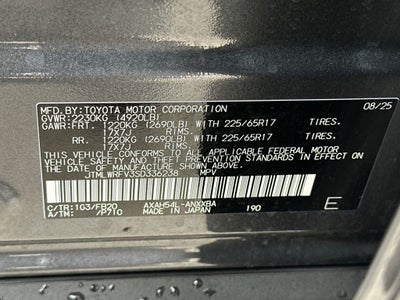 MFD. BY: TOYOTA MOTOR CORPORATION 08/25
GVWR: 2230KG (4920LB)
GAWR: FRT. 1220KG (2690LB) WITH 225/65R17 TIRES.
17X7J RIMS.
RR. 1220KG (2690LB) WITH 225/65R17 TIRES.
17X7J RIMS.
THIS VEHICLE CONFORMS TO ALL APPLICABLE FEDERAL MOTOR
VEHICLE SAFETY AND THEFT PREVENTION STANDARDS IN EFFECT ON
THE DATE OF MANUFACTURE SHOWN ABOVE.
JTMLWRFV3SD336238 MPV
C/TR: 1G3/FB20 AXAH54L-ANXXBA
A/TM: /P710 MADE IN JAPAN 190 E